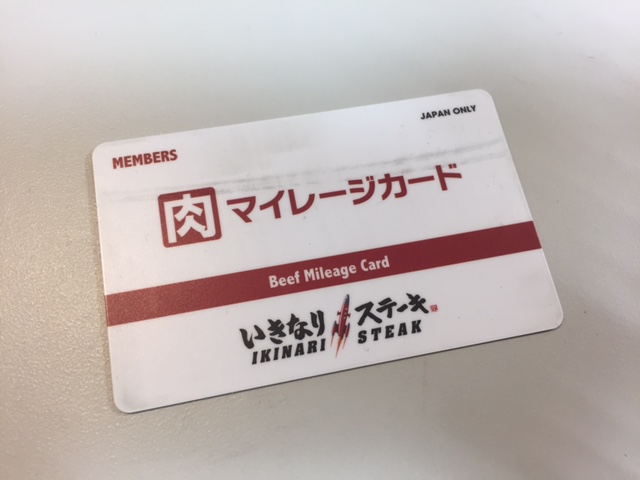 MEMBERS
JAPAN ONLY
肉マイレージカード
Beef Mileage Card
いきなりステーキ
IKINARI STEAK